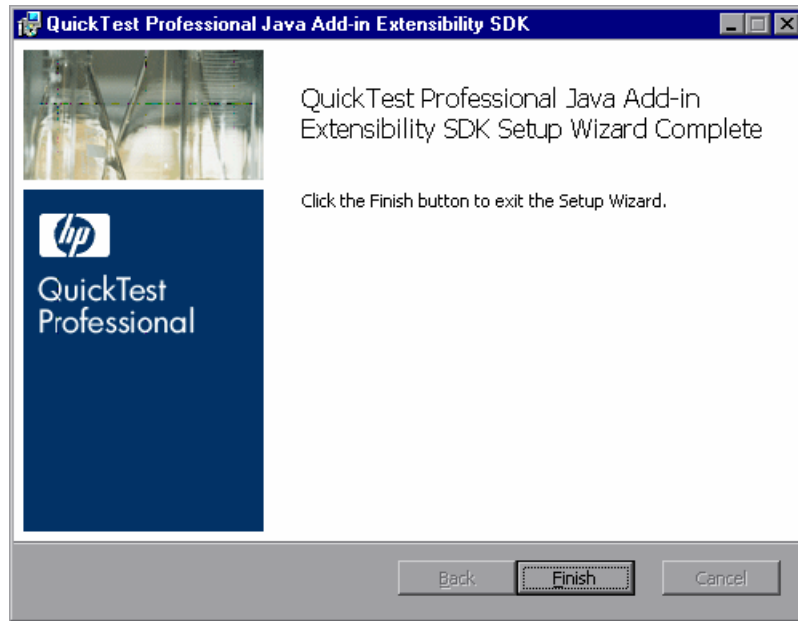 QuickTest Professional Java Add-in Extensibility SDK
QuickTest Professional Java Add-in
Extensibility SDK Setup Wizard Complete
Click the Finish button to exit the Setup Wizard.
hp
QuickTest
Professional
Back
Finish
Cancel